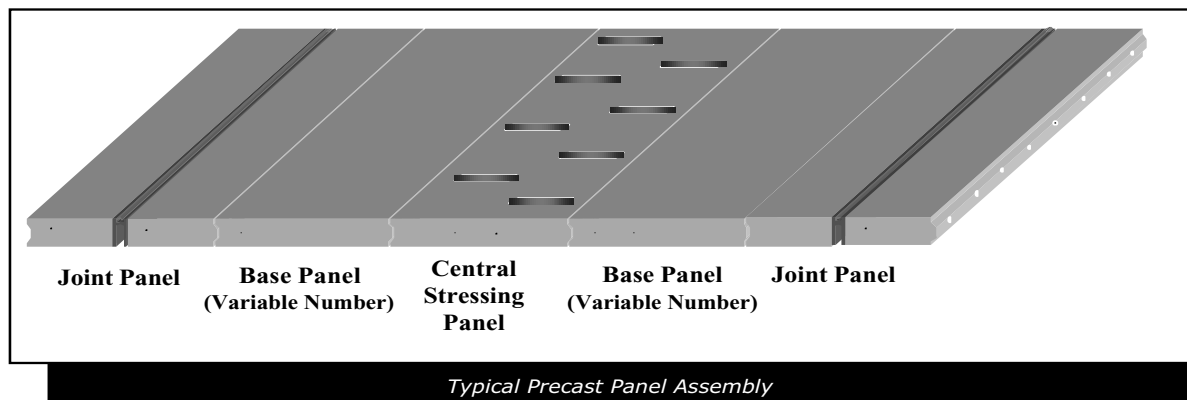 Joint Panel
Base Panel
(Variable Number)
Central
Stressing
Panel
Base Panel
(Variable Number)
Joint Panel
Typical Precast Panel Assembly